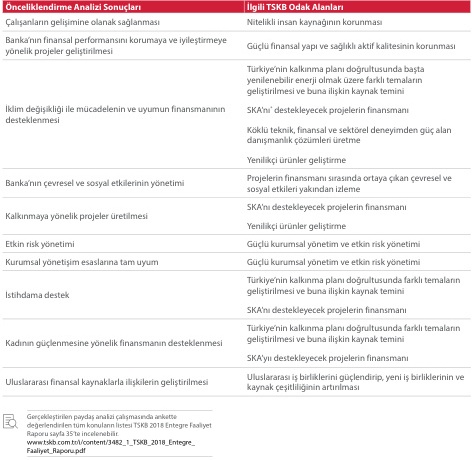 Önceliklendirme Analizi Sonuçları
İlgili TSKB Odak Alanları
Çalışanların gelişimine olanak sağlanması
Nitelikli insan kaynağının korunması
Banka'nın finansal performansını korumaya ve iyileştirmeye
yönelik projeler geliştirilmesi
Güçlü finansal yapı ve sağlıklı aktif kalitesinin korunması
İklim değişikliği ile mücadelenin ve uyumun finansmanının
desteklenmesi
Türkiye'nin kalkınma planı doğrultusunda başta
yenilenebilir enerji olmak üzere farklı temaların
geliştirilmesi ve buna ilişkin kaynak temini
SKA'nı* destekleyecek projelerin finansmanı
Köklü teknik, finansal ve sektörel deneyimden güç alan
danışmanlık çözümleri üretme
Yenilikçi ürünler geliştirme
Banka'nın çevresel ve sosyal etkilerinin yönetimi
Projelerin finansmanı sırasında ortaya çıkan çevresel ve
sosyal etkileri yakından izleme
Kalkınmaya yönelik projeler üretilmesi
SKA'nı destekleyecek projelerin finansmanı
Yenilikçi ürünler geliştirme
Etkin risk yönetimi
Güçlü kurumsal yönetim ve etkin risk yönetimi
Kurumsal yönetişim esaslarına tam uyum
Güçlü kurumsal yönetim ve etkin risk yönetimi
İstihdama destek
Türkiye'nin kalkınma planı doğrultusunda farklı temaların
geliştirilmesi ve buna ilişkin kaynak temini
SKA'nı destekleyecek projelerin finansmanı
Kadının güçlenmesine yönelik finansmanın desteklenmesi
Türkiye'nin kalkınma planı doğrultusunda farklı temaların
geliştirilmesi ve buna ilişkin kaynak temini
SKA'yıı destekleyecek projelerin finansmanı
Uluslararası finansal kaynaklarla ilişkilerin geliştirilmesi
Uluslararası iş birliklerini güçlendirip, yeni iş birliklerinin ve
kaynak çeşitliliğinin artırılması
Gerçekleştirilen paydaş analizi çalışmasında ankette
değerlendirilen tüm konuların listesi TSKB 2018 Entegre Faaliyet
Raporu sayfa 35'te incelenebilir.
www.tskb.com.tr/i/content/3482_1_TSKB_2018_Entegre_
Faaliyet_Raporu.pdf